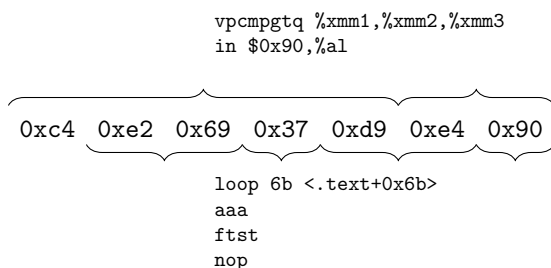 vpcmpgtq %xmm1,%xmm2,%xmm3
in $0x90,%al
0xc4 0xe2 0x69 0x37 0xd9 0xe4 0x90
loop 6b <.text+0x6b>
aaa
ftst
nop